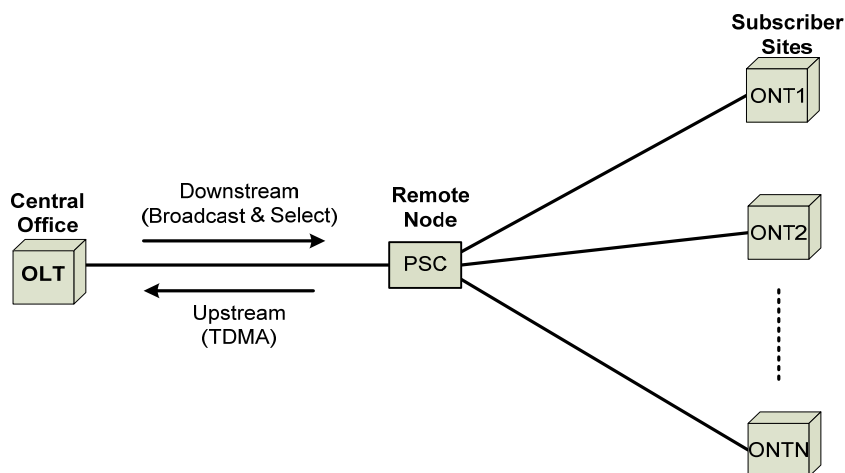 Subscriber
Sites
ONT1
Downstream
(Broadcast & Select)
Remote
Node
Central
Office
OLT
PSC
ONT2
Upstream
(TDMA)
ONTN